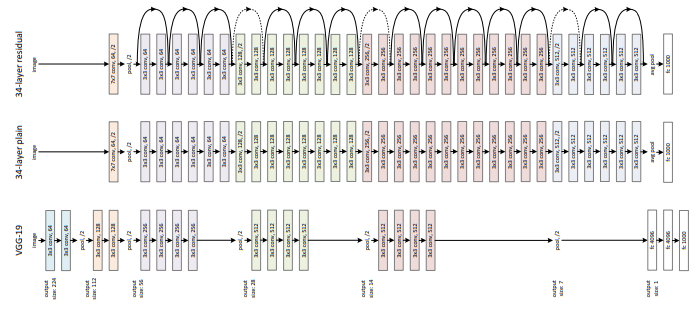 34-layer residual
image
7x7 conv, 64, /2
pool, /2
3x3 conv, 64
3x3 conv, 64
3x3 conv, 64
3x3 conv, 64
3x3 conv, 64
3x3 conv, 64
3x3 conv, 128, /2
3x3 conv, 128
3x3 conv, 128
3x3 conv, 128
3x3 conv, 128
3x3 conv, 128
3x3 conv, 128
3x3 conv, 128
3x3 conv, 256, /2
3x3 conv, 256
3x3 conv, 256
3x3 conv, 256
3x3 conv, 256
3x3 conv, 256
3x3 conv, 256
3x3 conv, 256
3x3 conv, 256
3x3 conv, 256
3x3 conv, 256
3x3 conv, 256
3x3 conv, 512, /2
3x3 conv, 512
3x3 conv, 512
3x3 conv, 512
3x3 conv, 512
3x3 conv, 512
avg pool
fc 1000
34-layer plain
image
7x7 conv, 64, /2
pool, /2
3x3 conv, 64
3x3 conv, 64
3x3 conv, 64
3x3 conv, 64
3x3 conv, 64
3x3 conv, 64
3x3 conv, 128, /2
3x3 conv, 128
3x3 conv, 128
3x3 conv, 128
3x3 conv, 128
3x3 conv, 128
3x3 conv, 128
3x3 conv, 128
3x3 conv, 256, /2
3x3 conv, 256
3x3 conv, 256
3x3 conv, 256
3x3 conv, 256
3x3 conv, 256
3x3 conv, 256
3x3 conv, 256
3x3 conv, 256
3x3 conv, 256
3x3 conv, 256
3x3 conv, 256
3x3 conv, 512, /2
3x3 conv, 512
3x3 conv, 512
3x3 conv, 512
3x3 conv, 512
3x3 conv, 512
avg pool
fc 1000
VGG-19
image
3x3 conv, 64
3x3 conv, 64
pool, /2
3x3 conv, 128
3x3 conv, 128
pool, /2
3x3 conv, 256
3x3 conv, 256
3x3 conv, 256
3x3 conv, 256
pool, /2
3x3 conv, 512
3x3 conv, 512
3x3 conv, 512
3x3 conv, 512
pool, /2
3x3 conv, 512
3x3 conv, 512
3x3 conv, 512
3x3 conv, 512
pool, /2
fc 4096
fc 4096
fc 1000
output
size: 224
output
size: 112
output
size: 56
output
size: 28
output
size: 14
output
size: 7
output
size: 1